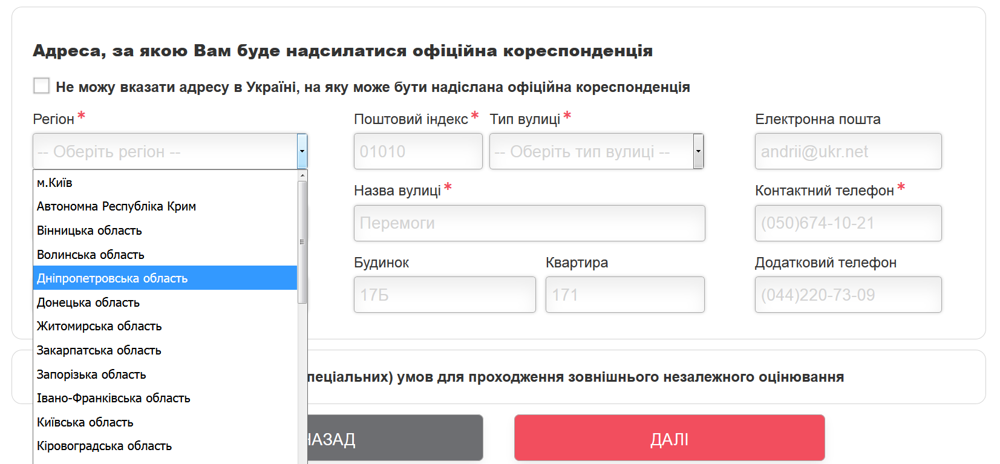 Адреса, за якою Вам буде надсилатися офіційна кореспонденція
Не можу вказати адресу в Україні, на яку може бути надіслана офіційна кореспонденція
Регіон * Поштовий індекс * Тип вулиці * Електронна пошта
-- Оберіть регіон -- 01010 -- Оберіть тип вулиці -- andrii@ukr.net
м.Київ
Автономна Республіка Крим
Вінницька область
Волинська область
Дніпропетровська область
Донецька область
Житомирська область
Закарпатська область
Запорізька область
Івано-Франківська область
Київська область
Кіровоградська область
Назва вулиці * Контактний телефон *
Перемоги (050)674-10-21
Будинок Квартира Додатковий телефон
17Б 171 (044)220-73-09
пеціальних) умов для проходження зовнішнього незалежного оцінювання
НАЗАД ДАЛІ